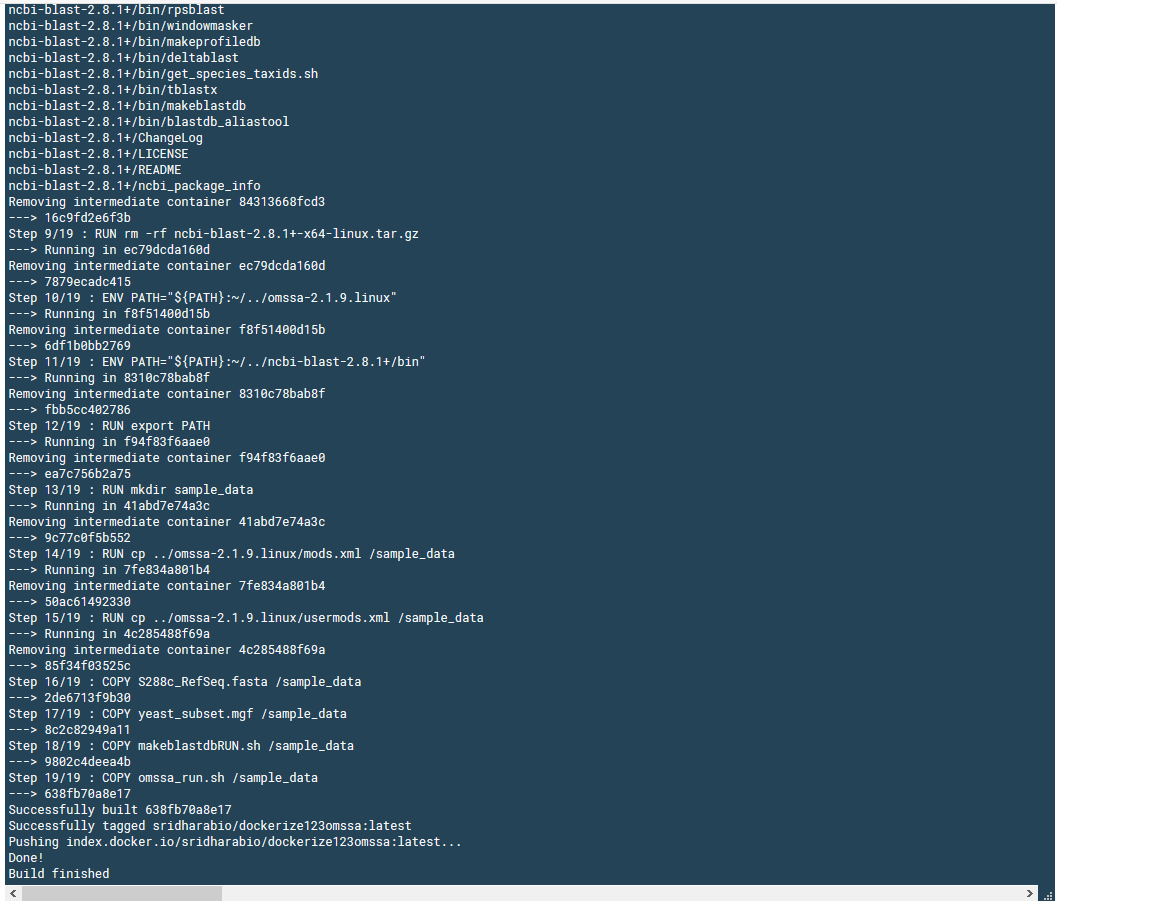 ncbi-blast-2.8.1+/bin/rpsblast
ncbi-blast-2.8.1+/bin/windowmasker
ncbi-blast-2.8.1+/bin/makeprofiledb
ncbi-blast-2.8.1+/bin/deltablast
ncbi-blast-2.8.1+/bin/get_species_taxids.sh
ncbi-blast-2.8.1+/bin/tblastx
ncbi-blast-2.8.1+/bin/makeblastdb
ncbi-blast-2.8.1+/bin/blastdb_aliastool
ncbi-blast-2.8.1+/ChangeLog
ncbi-blast-2.8.1+/LICENSE
ncbi-blast-2.8.1+/README
ncbi-blast-2.8.1+/ncbi_package_info
Removing intermediate container 84313668fcd3
---> 16c9fd2e6f3b
Step 9/19 : RUN rm -rf ncbi-blast-2.8.1+-x64-linux.tar.gz
---> Running in ec79dcda160d
Removing intermediate container ec79dcda160d
---> 7879ecadc415
Step 10/19 : ENV PATH="${PATH}:~/../omssa-2.1.9.linux"
---> Running in f8f51400d15b
Removing intermediate container f8f51400d15b
---> 6df1b0bb2769
Step 11/19 : ENV PATH="${PATH}:~/../ncbi-blast-2.8.1+/bin"
---> Running in 8310c78bab8f
Removing intermediate container 8310c78bab8f
---> fbb5cc402786
Step 12/19 : RUN export PATH
---> Running in f94f83f6aae0
Removing intermediate container f94f83f6aae0
---> ea7c756b2a75
Step 13/19 : RUN mkdir sample_data
---> Running in 41abd7e74a3c
Removing intermediate container 41abd7e74a3c
---> 9c77c0f5b552
Step 14/19 : RUN cp ../omssa-2.1.9.linux/mods.xml /sample_data
---> Running in 7fe834a801b4
Removing intermediate container 7fe834a801b4
---> 50ac61492330
Step 15/19 : RUN cp ../omssa-2.1.9.linux/usermods.xml /sample_data
---> Running in 4c285488f69a
Removing intermediate container 4c285488f69a
---> 85f34f03525c
Step 16/19 : COPY S288c_RefSeq.fasta /sample_data
---> 2de6713f9b30
Step 17/19 : COPY yeast_subset.mgf /sample_data
---> 8c2c82949a11
Step 18/19 : COPY makeblastdbRUN.sh /sample_data
---> 9802c4deea4b
Step 19/19 : COPY omssa_run.sh /sample_data
---> 638fb70a8e17
Successfully built 638fb70a8e17
Successfully tagged sridharabio/dockerize123omssa:latest
Pushing index.docker.io/sridharabio/dockerize123omssa:latest...
Done!
Build finished